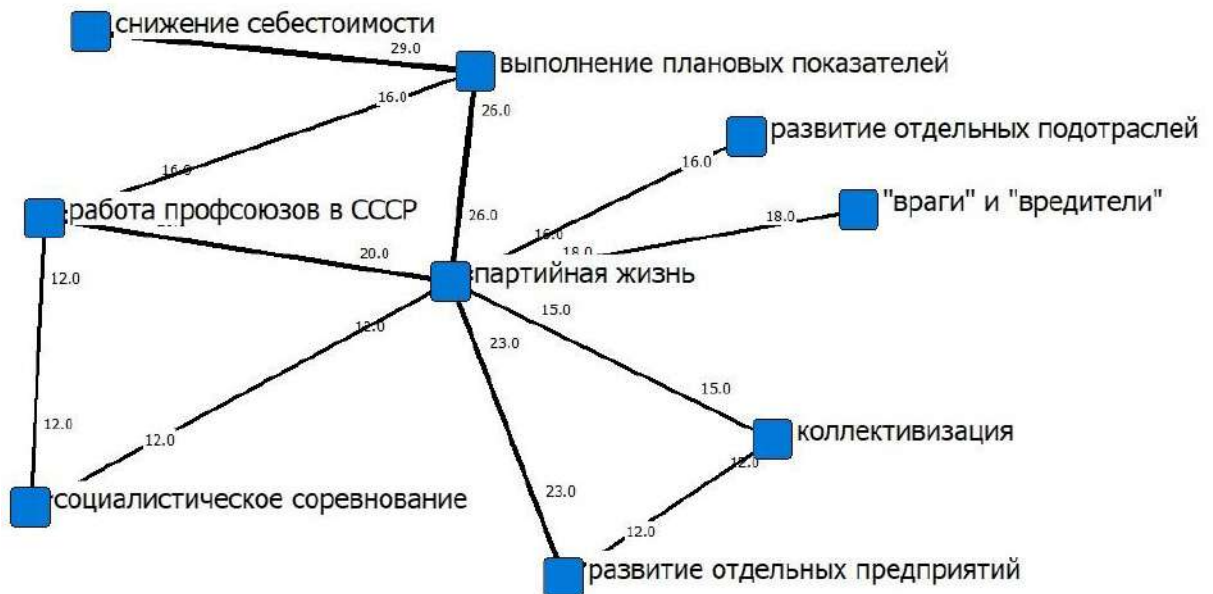 снижение себестоимости
29.0
выполнение плановых показателей
16.0
26.0
развитие отдельных подотраслей
16.0
16.0
"враги" и "вредители"
работа профсоюзов в СССР
26.0
18.0
16.0
18.0
20.0
партийная жизнь
12.0
15.0
12.0
23.0
15.0
12.0
12.0
коллективизация
12.0
23.0
социалистическое соревнование
12.0
развитие отдельных предприятий